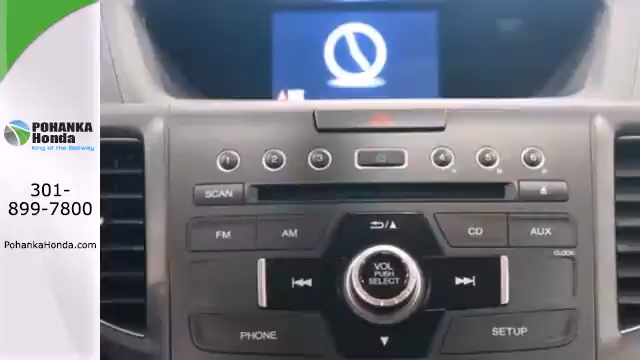 POHANKA
Honda
King of the Beltway
301-
899-7800
PohankaHonda.com
1 2 3 4 5 6
SCAN
FM AM CD AUX
CLOCK
VOL
PUSH
SELECT
PHONE SETUP